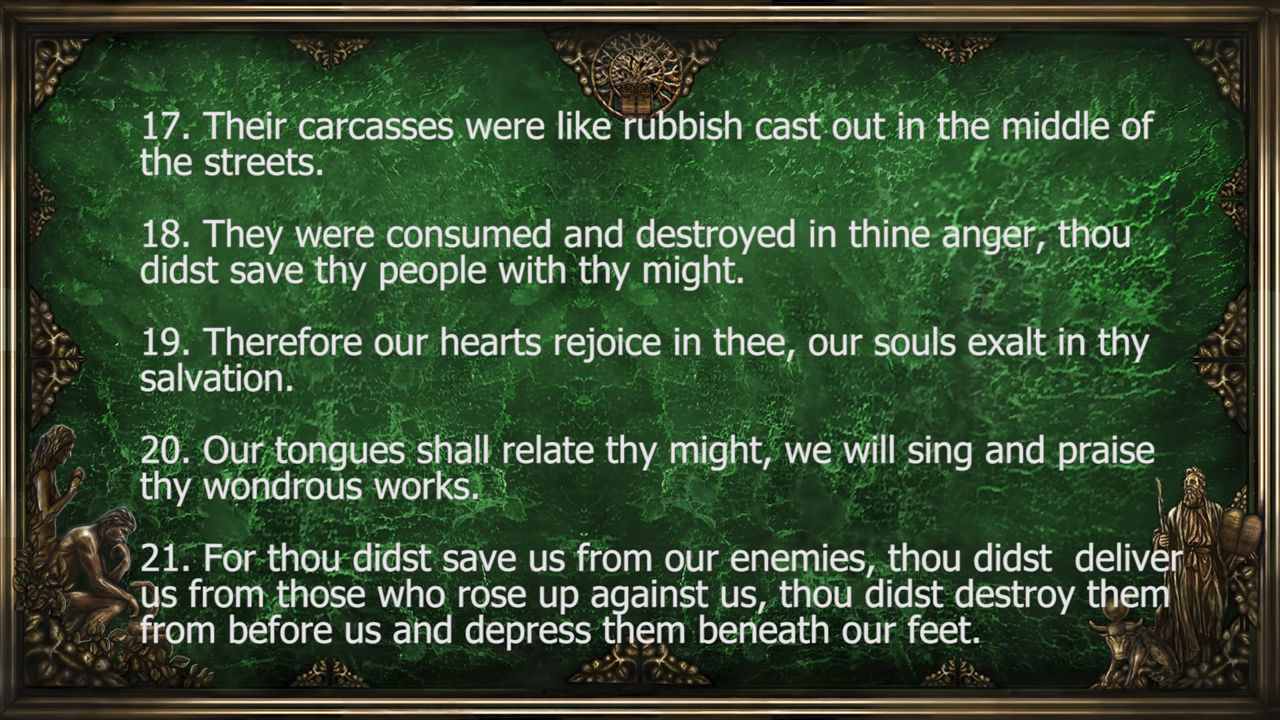 17. Their carcasses were like rubbish cast out in the middle of
the streets.
18. They were consumed and destroyed in thine anger, thou
didst save thy people with thy might.
19. Therefore our hearts rejoice in thee, our souls exalt in thy
salvation.
20. Our tongues shall relate thy might, we will sing and praise
thy wondrous works.
21. For thou didst save us from our enemies, thou didst  deliver
us from those who rose up against us, thou didst destroy them
from before us and depress them beneath our feet.